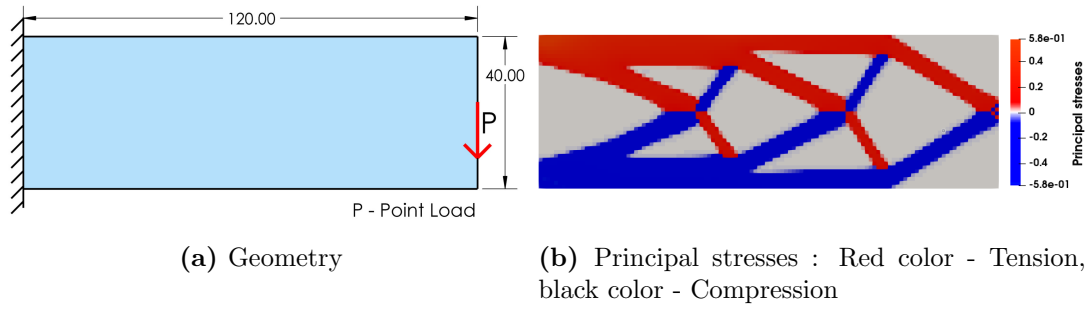 120.00
40.00
P
P - Point Load
5.8e-01
0.4
0.2
0
-0.2
-0.4
-5.8e-01
Principal stresses
(a) Geometry
(b) Principal stresses : Red color - Tension,
black color - Compression